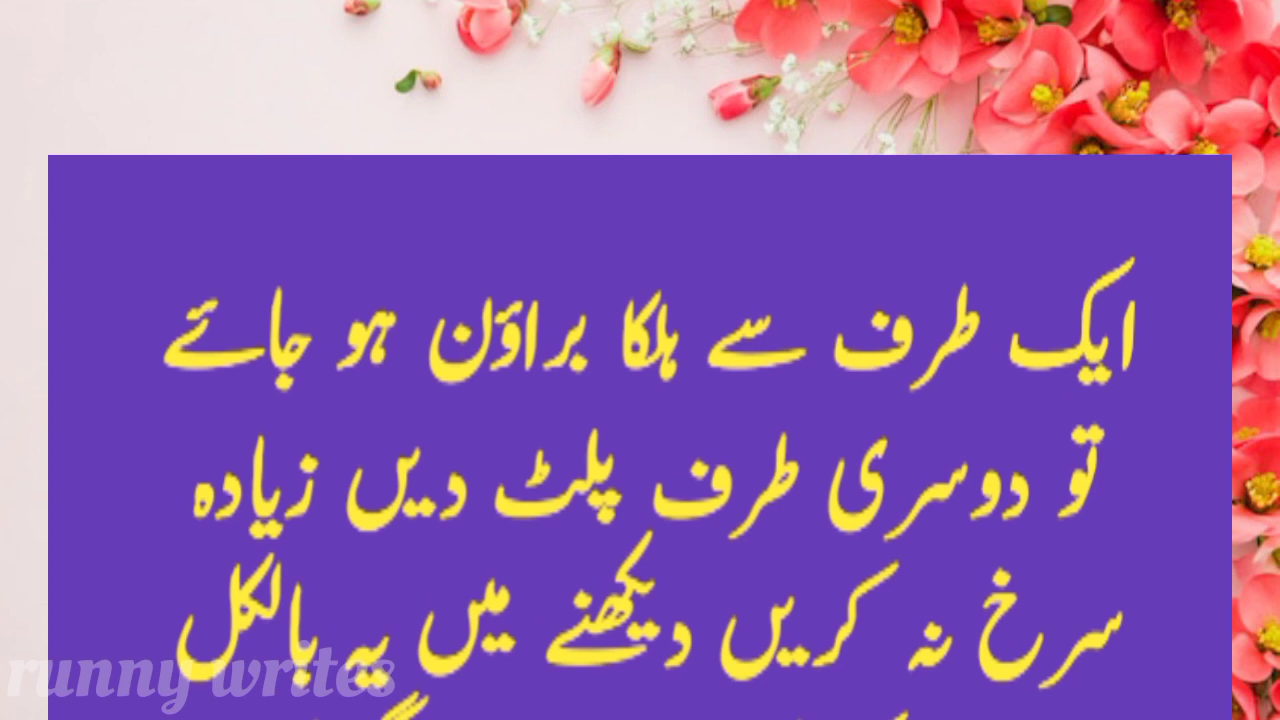 ایک طرف سے ہلکا براؤن ہو جائے
تو دوسری طرف پلٹ دیں زیادہ
سرخ نہ کریں دیکھنے میں یہ بالکل
runny writes